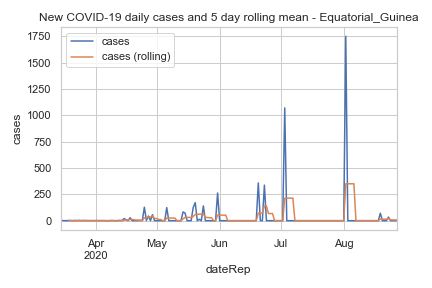 New COVID-19 daily cases and 5 day rolling mean - Equatorial_Guinea
cases
cases (rolling)
1750
1500
1250
1000
750
500
250
0
cases
Apr
2020
May
Jun
Jul
Aug
dateRep